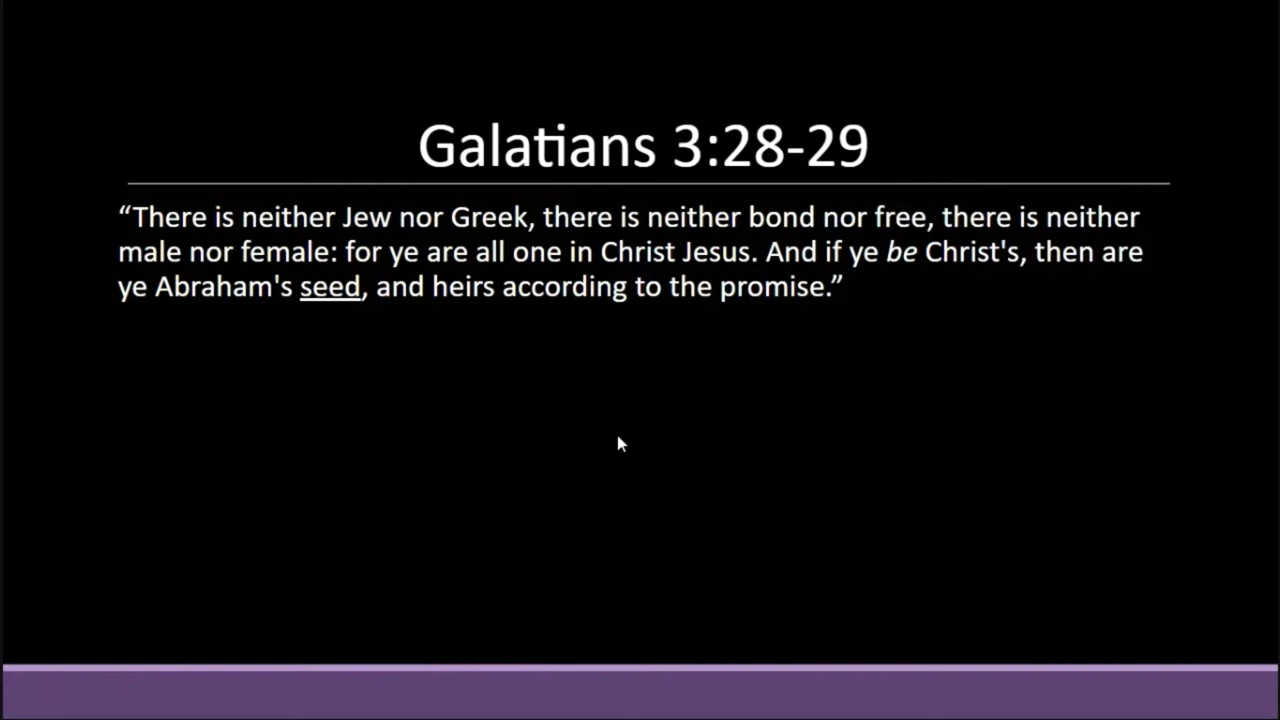 Galatians 3:28-29
“There is neither Jew nor Greek, there is neither bond nor free, there is neither
male nor female: for ye are all one in Christ Jesus. And if ye be Christ's, then are
ye Abraham's seed, and heirs according to the promise.”